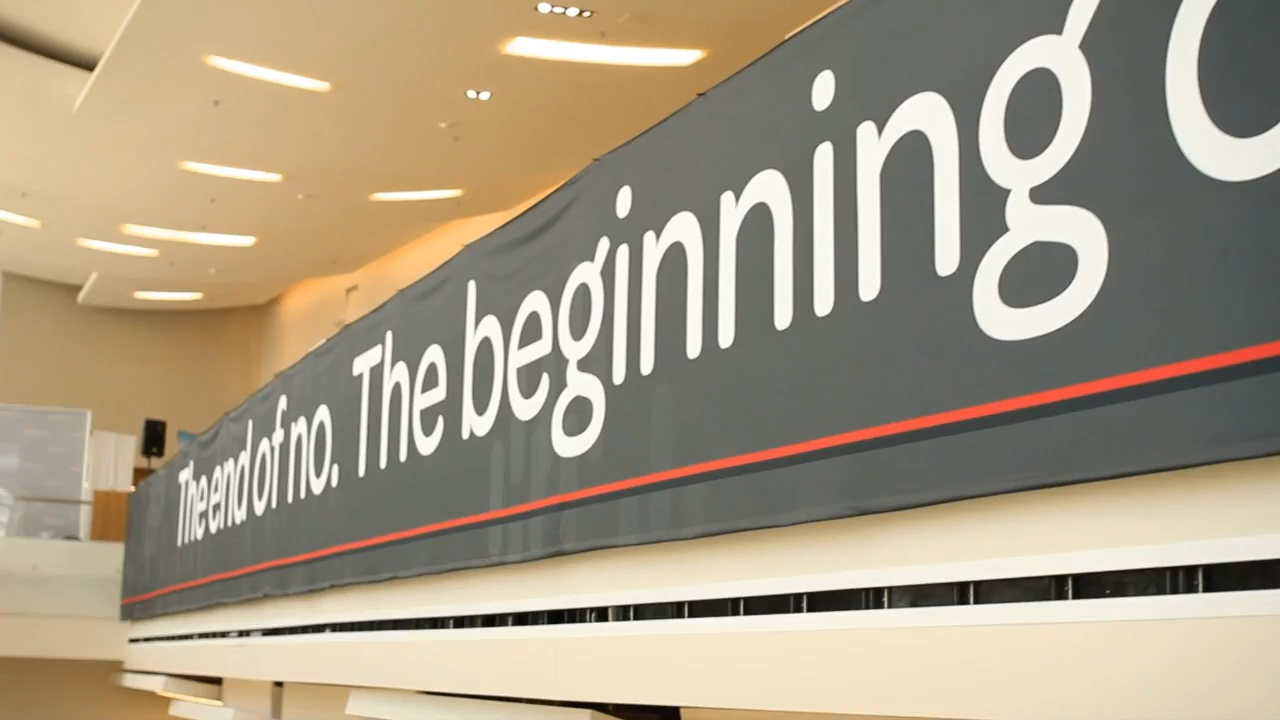 The end of no. The beginning